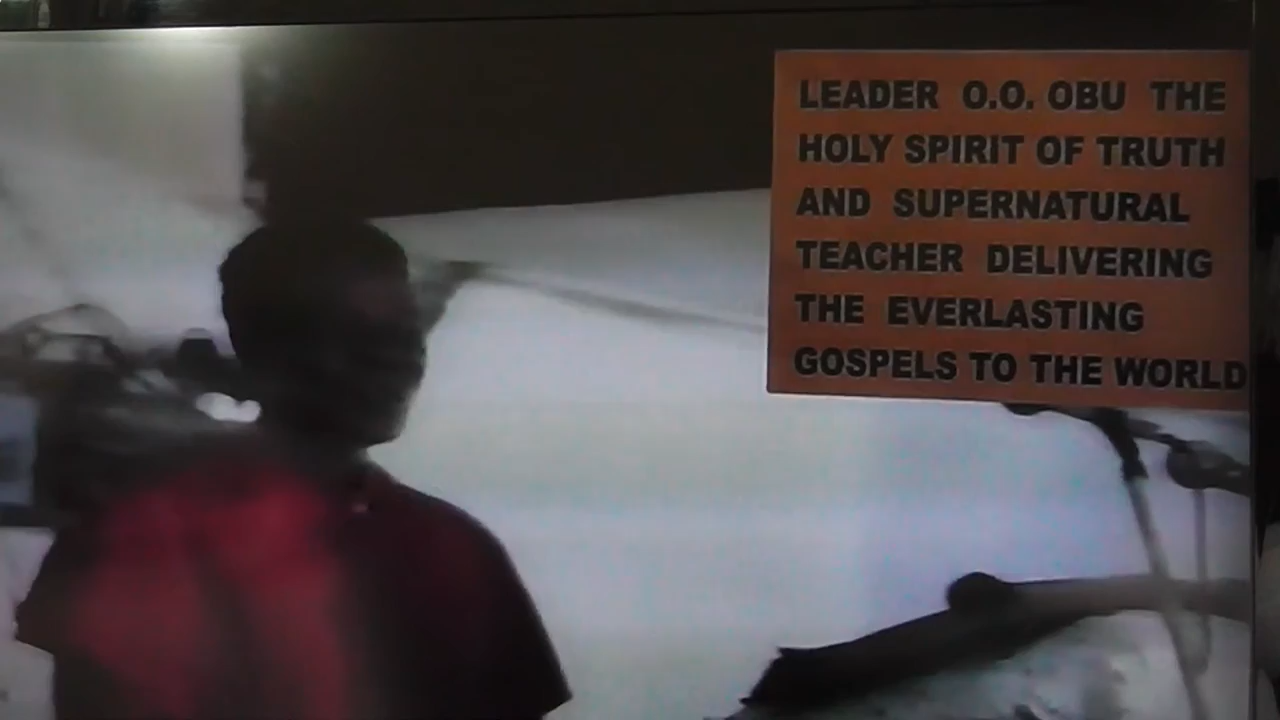 LEADER O.O. OBU THE
HOLY SPIRIT OF TRUTH
AND SUPERNATURAL
TEACHER DELIVERING
THE EVERLASTING
GOSPELS TO THE WORLD